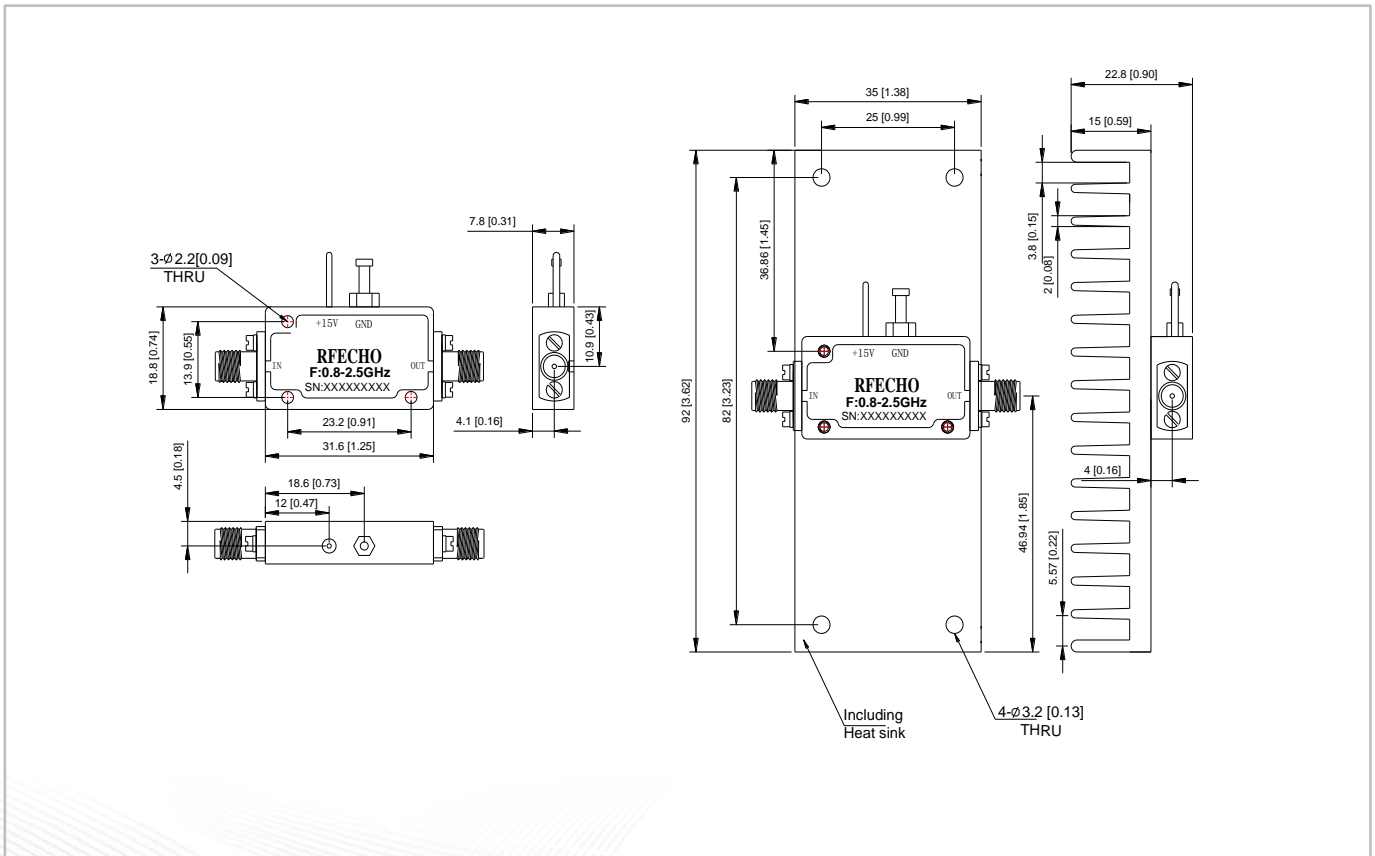 3-Ø2.2[0.09]
THRU
7.8 [0.31]
18.8 [0.74]
13.9 [0.55]
+15V GND
IN
RFECHO
OUT
F:0.8-2.5GHz
SN:XXXXXXXXX
23.2 [0.91]
31.6 [1.25]
10.9 [0.43]
4.1 [0.16]
4.5 [0.18]
18.6 [0.73]
12 [0.47]
35 [1.38]
25 [0.99]
92 [3.62]
82 [3.23]
36.86 [1.45]
+15V GND
IN
RFECHO
OUT
F:0.8-2.5GHz
SN:XXXXXXXXX
46.94 [1.85]
Including
Heat sink
4-Ø3.2 [0.13]
THRU
22.8 [0.90]
15 [0.59]
3.8 [0.15]
2 [0.08]
4 [0.16]
5.57 [0.22]